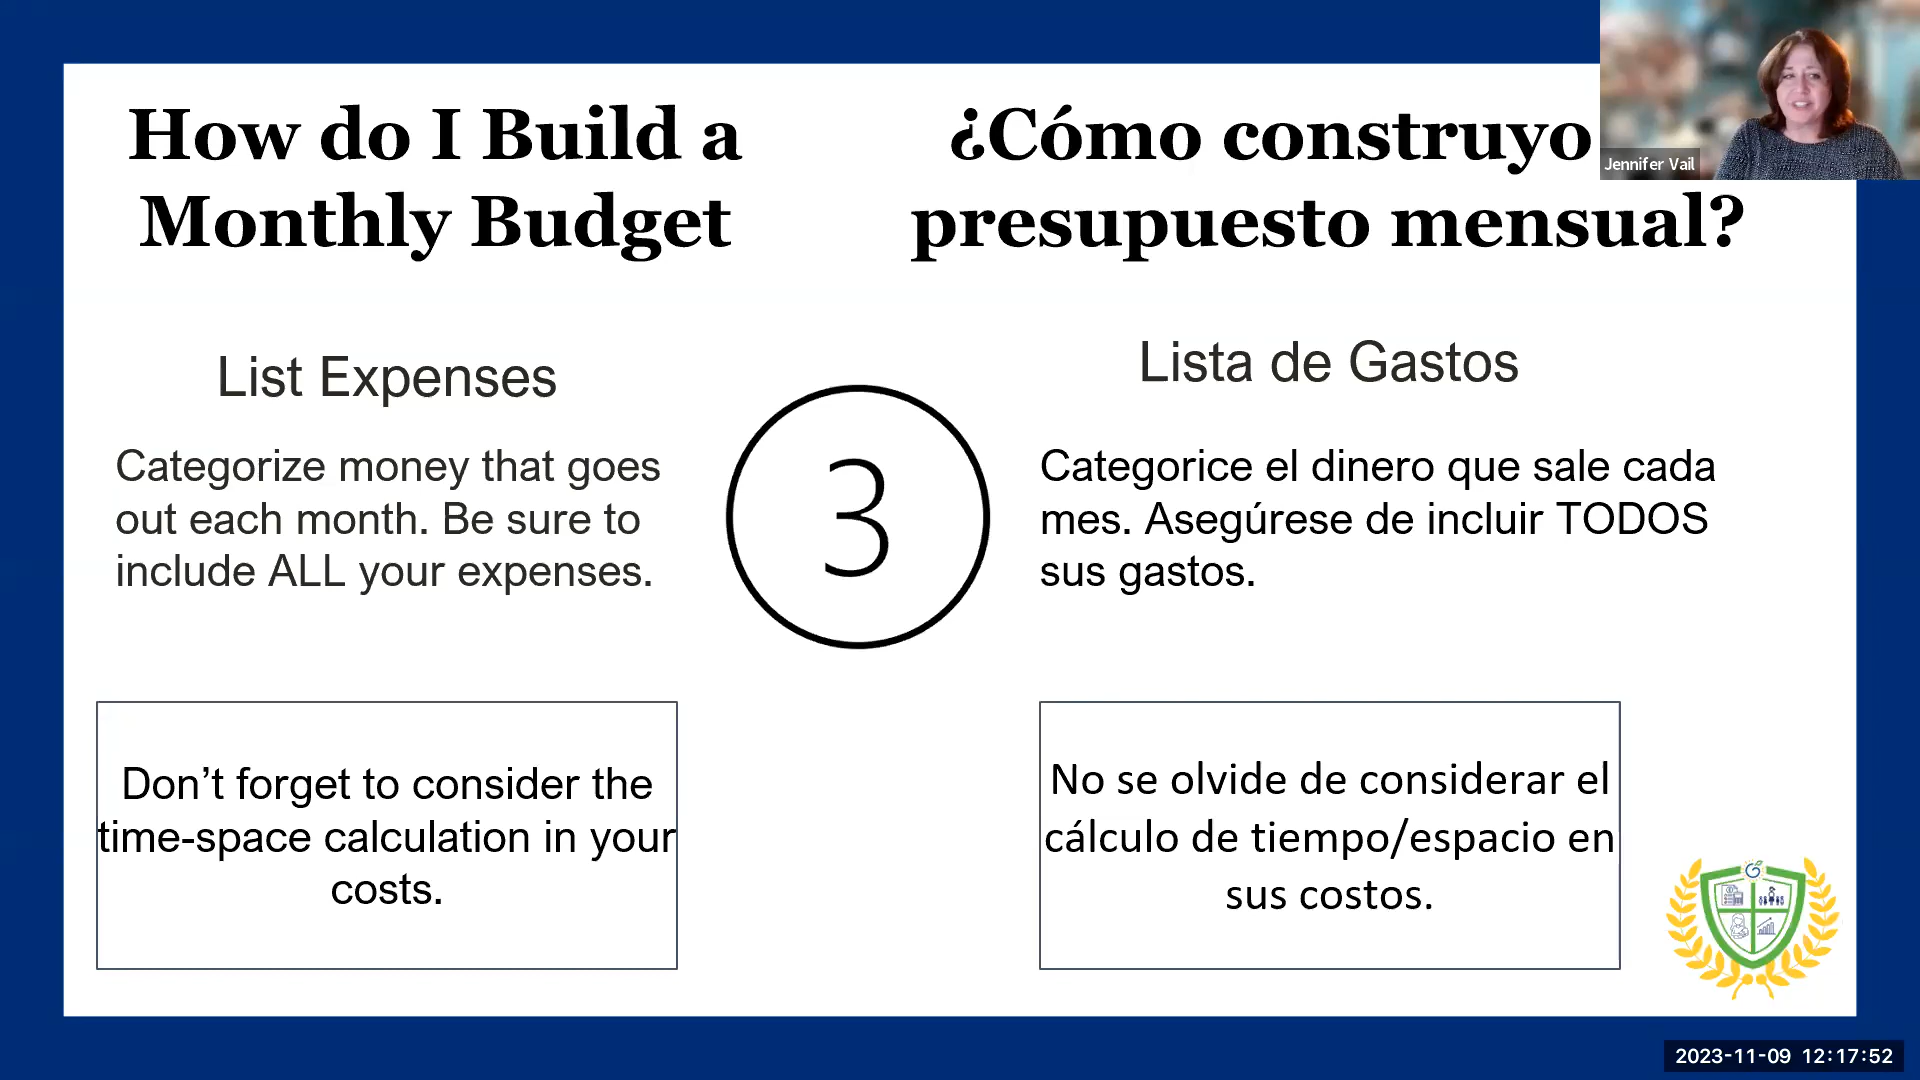 How do I Build a
Monthly Budget
¿Cómo construyo
presupuesto mensual?
Jennifer Vail
List Expenses
Categorize money that goes
out each month. Be sure to
include ALL your expenses.
3
Lista de Gastos
Categorice el dinero que sale cada
mes. Asegúrese de incluir TODOS
sus gastos.
Don’t forget to consider the
time-space calculation in your
costs.
No se olvide de considerar el
cálculo de tiempo/espacio en
sus costos.
2023-11-09 12:17:52